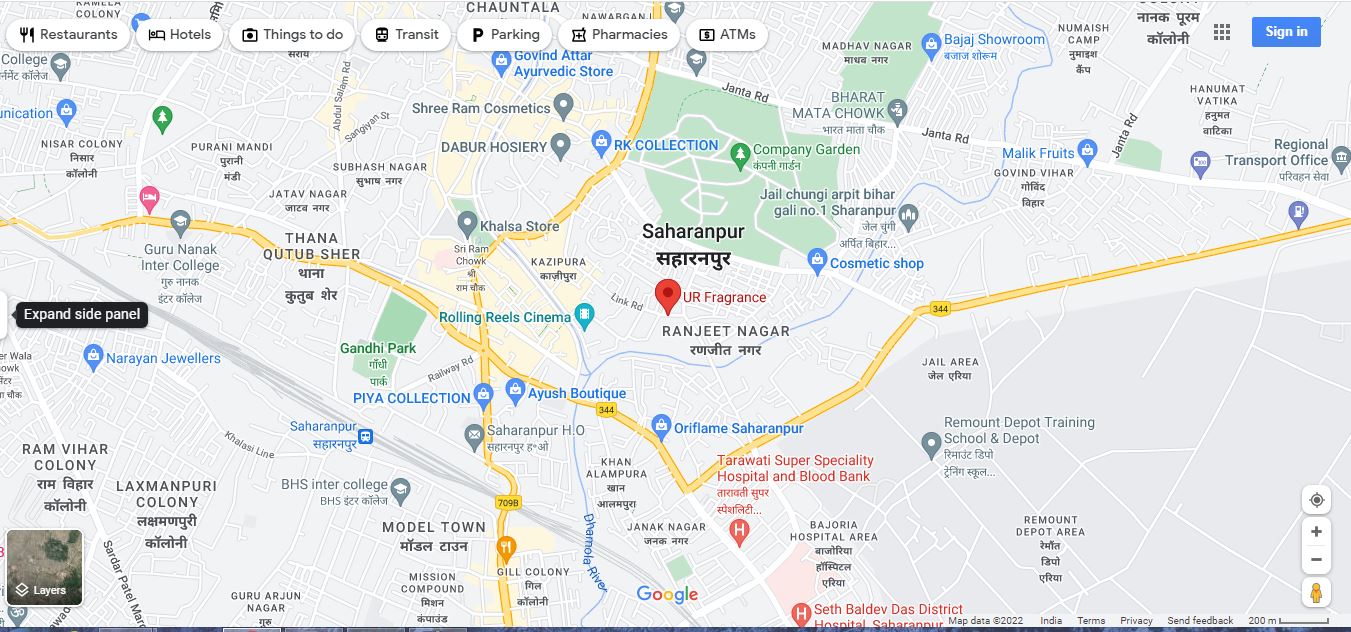 KAMELA
COLONY
CHAUNTALA
NAWABGANJ
COLONY
नानक पूरम
कॉलोनी
Restaurants
Hotels
Things to do
Transit
Parking
Pharmacies
ATMs
Sign in
सराय
College
Govind Attar
Ayurvedic Store
MADHAV NAGAR
माधव नगर
Bajaj Showroom
बजाज शोरूम
NUMAISH
CAMP
नुमाइश
कैंप
Abdul Salam Rd
Sangiyan St
Shree Ram Cosmetics
Janta Rd
BHARAT
MATA CHOWK
भारत माता चौक
HANUMAT
VATIKA
हनुमत
वाटिका
NISAR COLONY
निसार
कॉलोनी
PURANI MANDI
पुरानी
मंडी
DABUR HOSIERY
RK COLLECTION
Company Garden
कंपनी गार्डन
Janta Rd
Janta Rd
Malik Fruits
Regional
Transport Office
परिवहन सेवा
SUBHASH NAGAR
सुभाष नगर
GOVIND VIHAR
गोविंद
विहार
JATAV NAGAR
जाटव नगर
Jail chungi arpit bihar
gali no.1 Sharanpur
जेल चुंगी
अर्पित बिहार...
Khalsa Store
Saharanpur
सहारनपुर
Guru Nanak
Inter College
गुरु नानक
इंटर कॉलेज
THANA
QUTUB SHER
थाना
कुतुब शेर
Sri Ram
Chowk
श्री
राम चौक
KAZIPURA
काज़ीपुरा
Cosmetic shop
Link Rd
UR Fragrance
Expand side panel
Rolling Reels Cinema
344
RANJEET NAGAR
रणजीत नगर
Gandhi Park
गाँधी
पार्क
Narayan Jewellers
Railway Rd
JAIL AREA
जेल एरिया
PIYA COLLECTION
Ayush Boutique
344
Saharanpur
सहारनपुर
Saharanpur H.O
सहारनपुर ह॰ओ
Oriflame Saharanpur
Remount Depot Training
School & Depot
रिमाउंट डिपो
ट्रेनिंग स्कूल...
Khalasi Line
RAM VIHAR
COLONY
राम विहार
कॉलोनी
KHAN
ALAMPURA
खान
आलमपुरा
Tarawati Super Speciality
Hospital and Blood Bank
तारावती सुपर
स्पेशलिटी...
LAXMANPURI
COLONY
लक्षमणपुरी
कॉलोनी
BHS inter college
BHS इंटर कॉलेज
709B
MODEL TOWN
मॉडल टाउन
Dhamola River
JANAK NAGAR
जनक नगर
BAJORIA
HOSPITAL AREA
बाजोरिया
हॉस्पिटल
एरिया
REMOUNT
DEPOT AREA
रेमौंट
डिपो
एरिया
Sardar Patel Marg
Layers
GURU ARJUN
NAGAR
गुरु
MISSION
COMPOUND
मिशन
कंपाउंड
GILL COLONY
गिल
कॉलोनी
Google
Seth Baldev Das District
Hospital, Saharanpur
Map data ©2022
India
Terms
Privacy
Send feedback
200 m